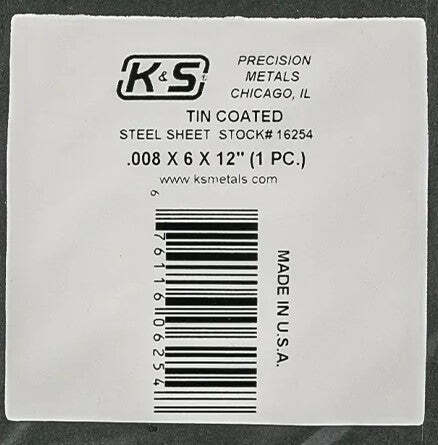 K&S
PRECISION
METALS
CHICAGO, IL
TIN COATED
STEEL SHEET STOCK# 16254
.008 X 6 X 12" (1 PC.)
www.ksmetals.com
6 76116 06254
MADE IN U.S.A.